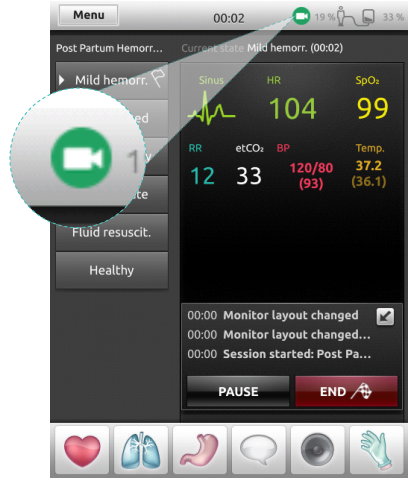 Menu 00:02 19 % 33 %
Post Partum Hemorr... Current state Mild hemorr. (00:02)
Mild hemorr.
Sinus HR SpO₂
104 99
RR etCO₂ BP Temp.
12 33 120/80 (93) 37.2 (36.1)
Fluid resuscit.
Healthy
00:00 Monitor layout changed
00:00 Monitor layout changed...
00:00 Session started: Post Pa...
PAUSE END